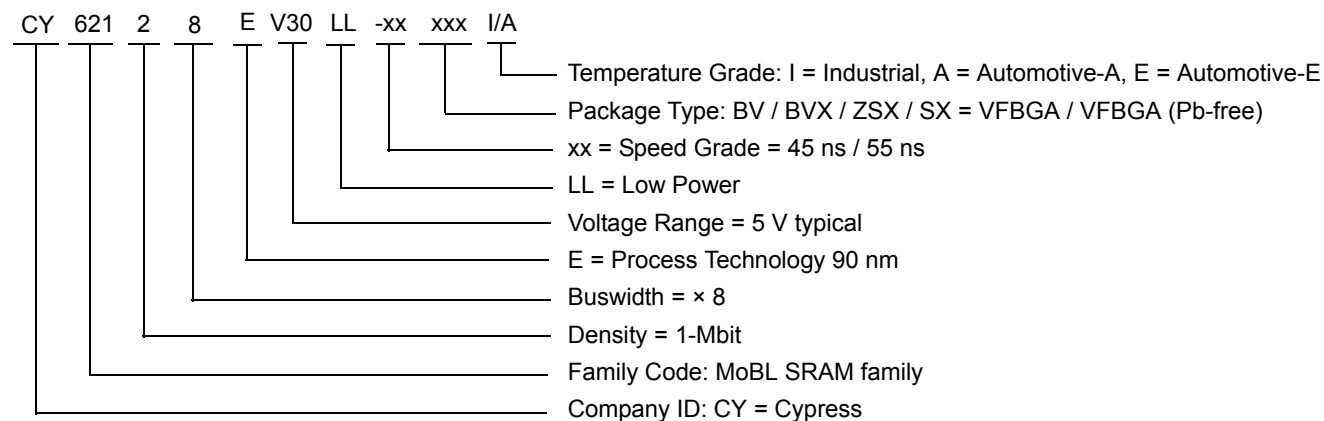 CY 621 2 8 E V30 LL -xx xxx I/A
Temperature Grade: I = Industrial, A = Automotive-A, E = Automotive-E
Package Type: BV / BVX / ZSX / SX = VFBGA / VFBGA (Pb-free)
xx = Speed Grade = 45 ns / 55 ns
LL = Low Power
Voltage Range = 5 V typical
E = Process Technology 90 nm
Buswidth = × 8
Density = 1-Mbit
Family Code: MoBL SRAM family
Company ID: CY = Cypress